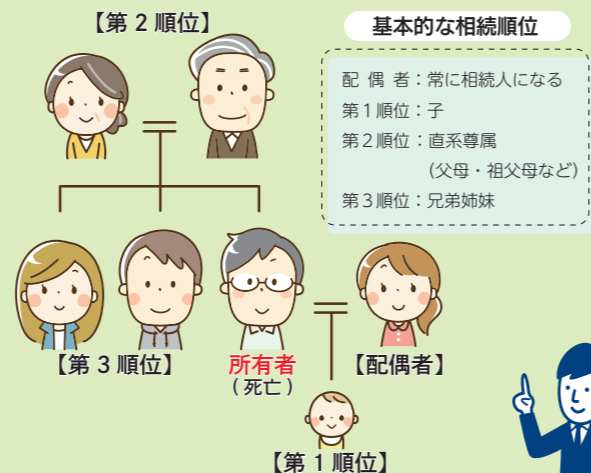 【第２順位】
基本的な相続順位
配偶者：常に相続人になる
第１順位：子
第２順位：直系尊属
（父母・祖父母など）
第３順位：兄弟姉妹
【第３順位】
所有者
（死亡）
【配偶者】
【第１順位】